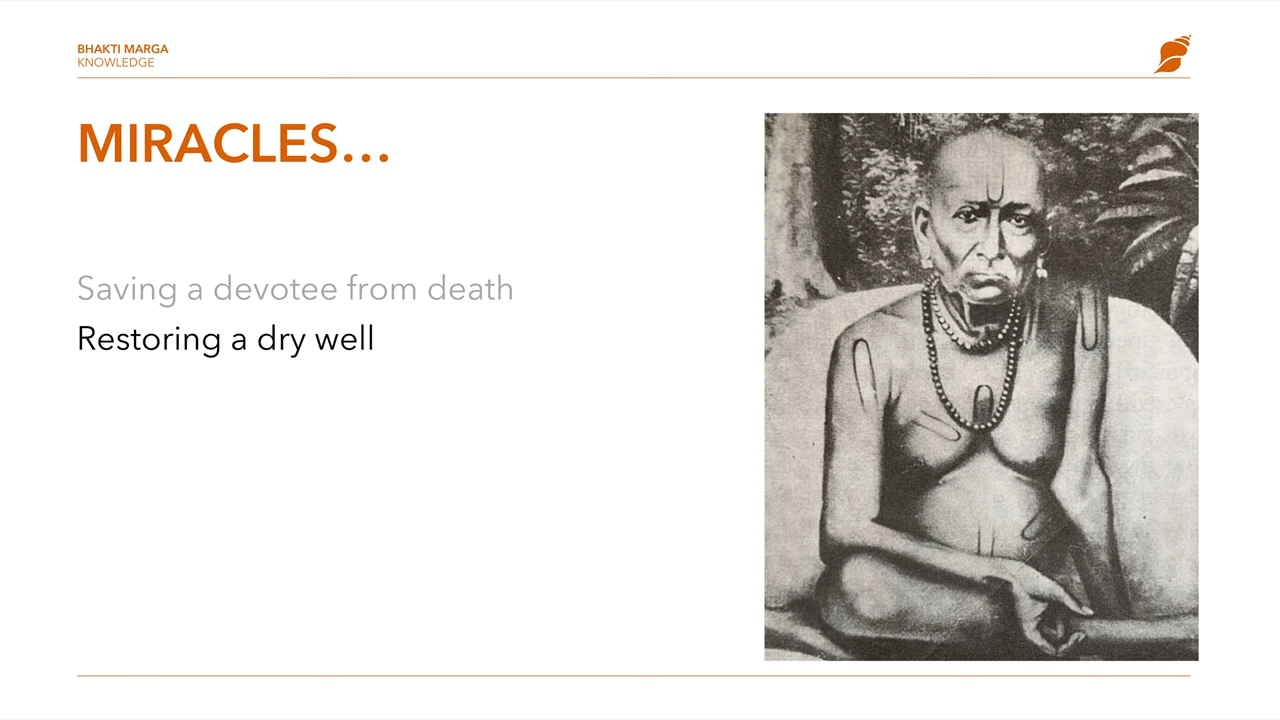 BHAKTI MARGA
KNOWLEDGE
MIRACLES...
Saving a devotee from death
Restoring a dry well